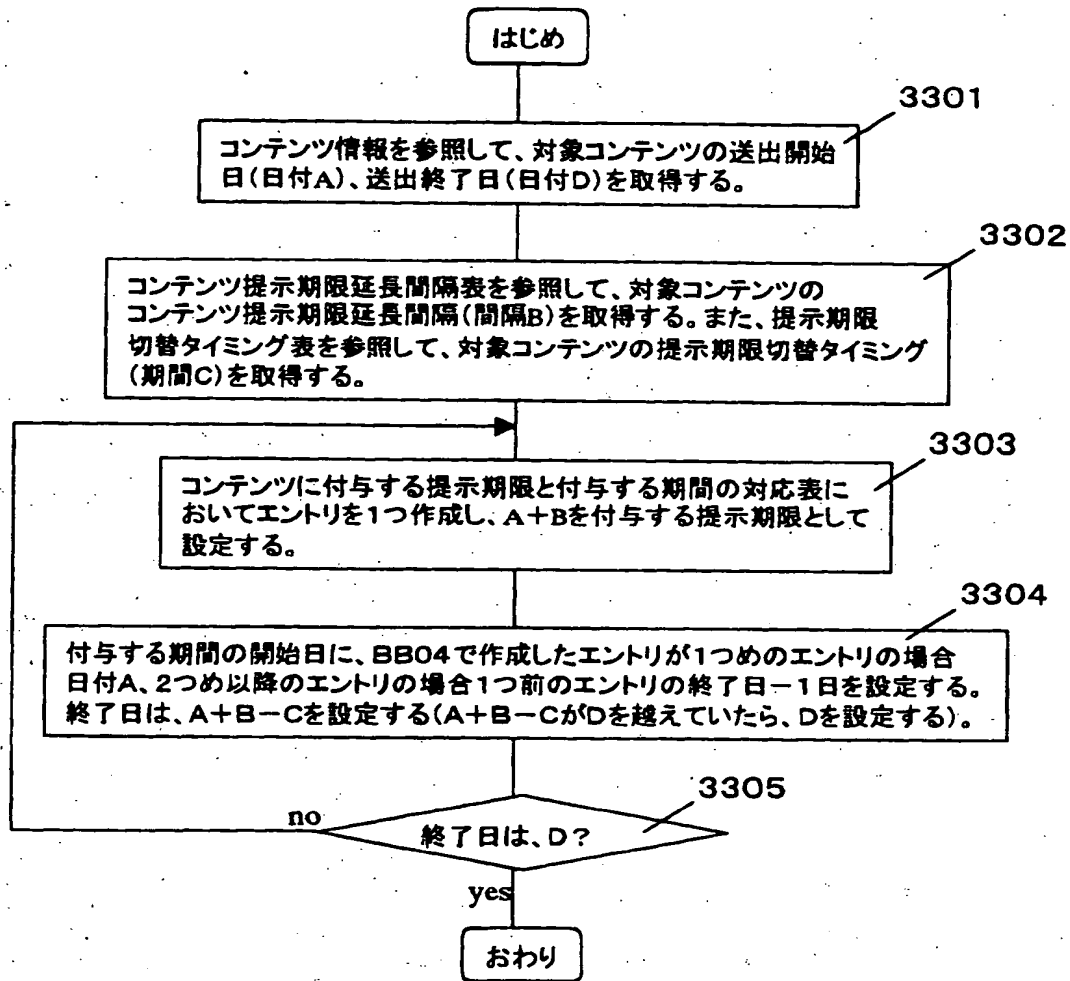 はじめ
3301
コンテンツ情報を参照して、対象コンテンツの送出開始
日(日付A)、送出終了日(日付D)を取得する。
3302
コンテンツ提示期限延長間隔表を参照して、対象コンテンツの
コンテンツ提示期限延長間隔(間隔B)を取得する。また、提示期限
切替タイミング表を参照して、対象コンテンツの提示期限切替タイミング
(期間C)を取得する。
3303
コンテンツに付与する提示期限と付与する期間の対応表に
おいてエントリを1つ作成し、A+Bを付与する提示期限として
設定する。
3304
付与する期間の開始日に、BB04で作成したエントリが1つめのエントリの場合
日付A、2つめ以降のエントリの場合1つ前のエントリの終了日-1日を設定する。
終了日は、A+B-Cを設定する(A+B-CがDを越えていたら、Dを設定する)。
3305
no
終了日は、D?
yes
おわり